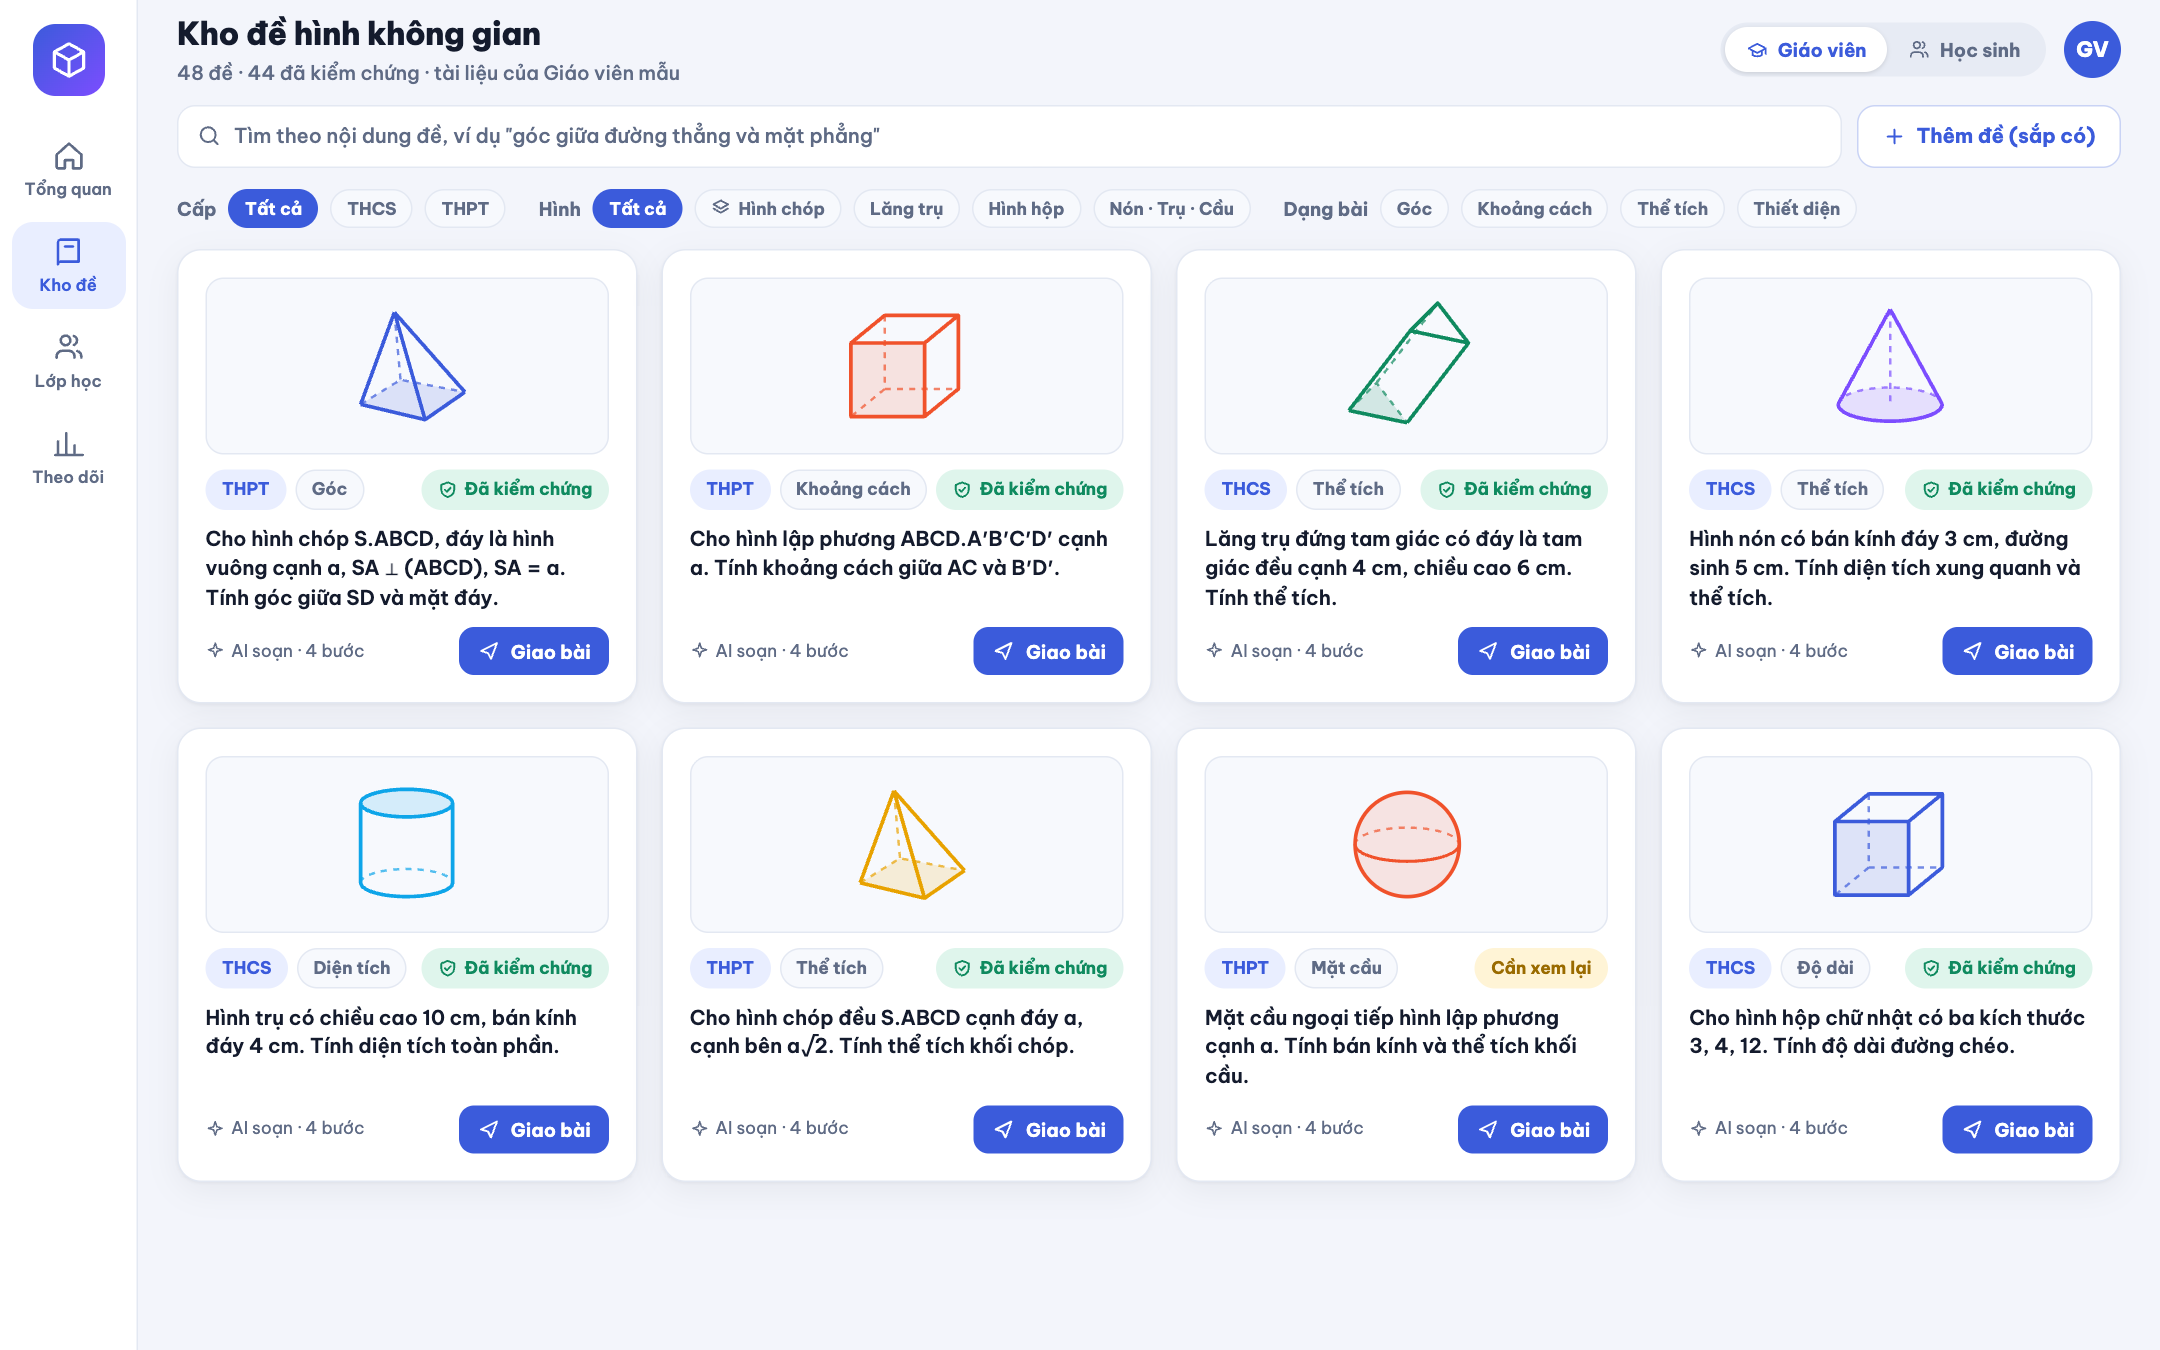 Kho đề hình không gian
48 đề · 44 đã kiểm chứng · tài liệu của Giáo viên mẫu
Giáo viên
Học sinh
GV
Tổng quan
Kho đề
Lớp học
Theo dõi
Tìm theo nội dung đề, ví dụ "góc giữa đường thẳng và mặt phẳng"
Thêm đề (sắp có)
Cấp Tất cả THCS THPT Hình Tất cả Hình chóp Lăng trụ Hình hộp Nón · Trụ · Cầu Dạng bài Góc Khoảng cách Thể tích Thiết diện
THPT Góc Đã kiểm chứng
Cho hình chóp S.ABCD, đáy là hình
vuông cạnh a, SA ⊥ (ABCD), SA = a.
Tính góc giữa SD và mặt đáy.
AI soạn · 4 bước Giao bài
THPT Khoảng cách Đã kiểm chứng
Cho hình lập phương ABCD.A'B'C'D' cạnh
a. Tính khoảng cách giữa AC và B'D'.
AI soạn · 4 bước Giao bài
THCS Thể tích Đã kiểm chứng
Lăng trụ đứng tam giác có đáy là tam
giác đều cạnh 4 cm, chiều cao 6 cm.
Tính thể tích.
AI soạn · 4 bước Giao bài
THCS Thể tích Đã kiểm chứng
Hình nón có bán kính đáy 3 cm, đường
sinh 5 cm. Tính diện tích xung quanh và
thể tích.
AI soạn · 4 bước Giao bài
THCS Diện tích Đã kiểm chứng
Hình trụ có chiều cao 10 cm, bán kính
đáy 4 cm. Tính diện tích toàn phần.
AI soạn · 4 bước Giao bài
THPT Thể tích Đã kiểm chứng
Cho hình chóp đều S.ABCD cạnh đáy a,
cạnh bên a√2. Tính thể tích khối chóp.
AI soạn · 4 bước Giao bài
THPT Mặt cầu Cần xem lại
Mặt cầu ngoại tiếp hình lập phương
cạnh a. Tính bán kính và thể tích khối
cầu.
AI soạn · 4 bước Giao bài
THCS Độ dài Đã kiểm chứng
Cho hình hộp chữ nhật có ba kích thước
3, 4, 12. Tính độ dài đường chéo.
AI soạn · 4 bước Giao bài